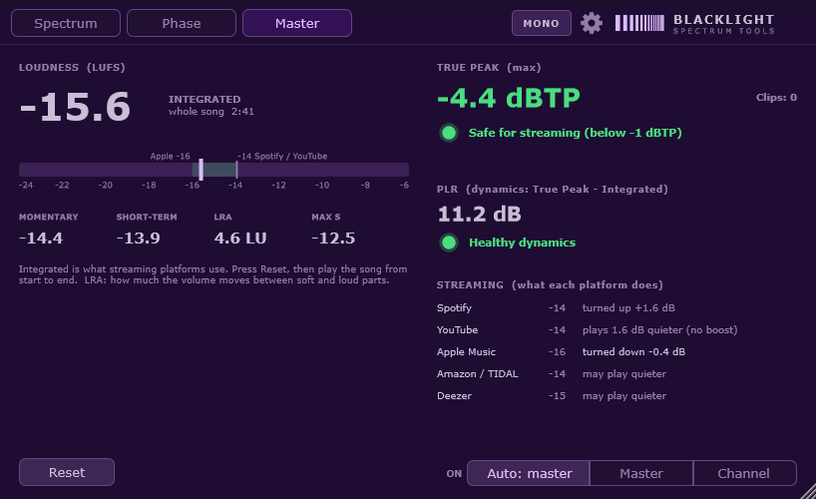 Spectrum Phase Master MONO BLACKLIGHT
SPECTRUM TOOLS
LOUDNESS (LUFS)
-15.6 INTEGRATED
whole song 2:41
Apple -16 -14 Spotify / YouTube
-24 -22 -20 -18 -16 -14 -12 -10 -8 -6
MOMENTARY SHORT-TERM LRA MAX S
-14.4 -13.9 4.6 LU -12.5
Integrated is what streaming platforms use. Press Reset, then play the song from
start to end. LRA: how much the volume moves between soft and loud parts.
TRUE PEAK (max)
-4.4 dBTP Clips: 0
Safe for streaming (below -1 dBTP)
PLR (dynamics: True Peak - Integrated)
11.2 dB
Healthy dynamics
STREAMING (what each platform does)
Spotify -14 turned up +1.6 dB
YouTube -14 plays 1.6 dB quieter (no boost)
Apple Music -16 turned down -0.4 dB
Amazon / TIDAL -14 may play quieter
Deezer -15 may play quieter
Reset ON Auto: master Master Channel